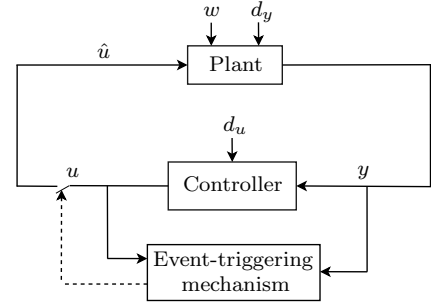 w
d_y
û
Plant
d_u
u
y
Controller
Event-triggering
mechanism